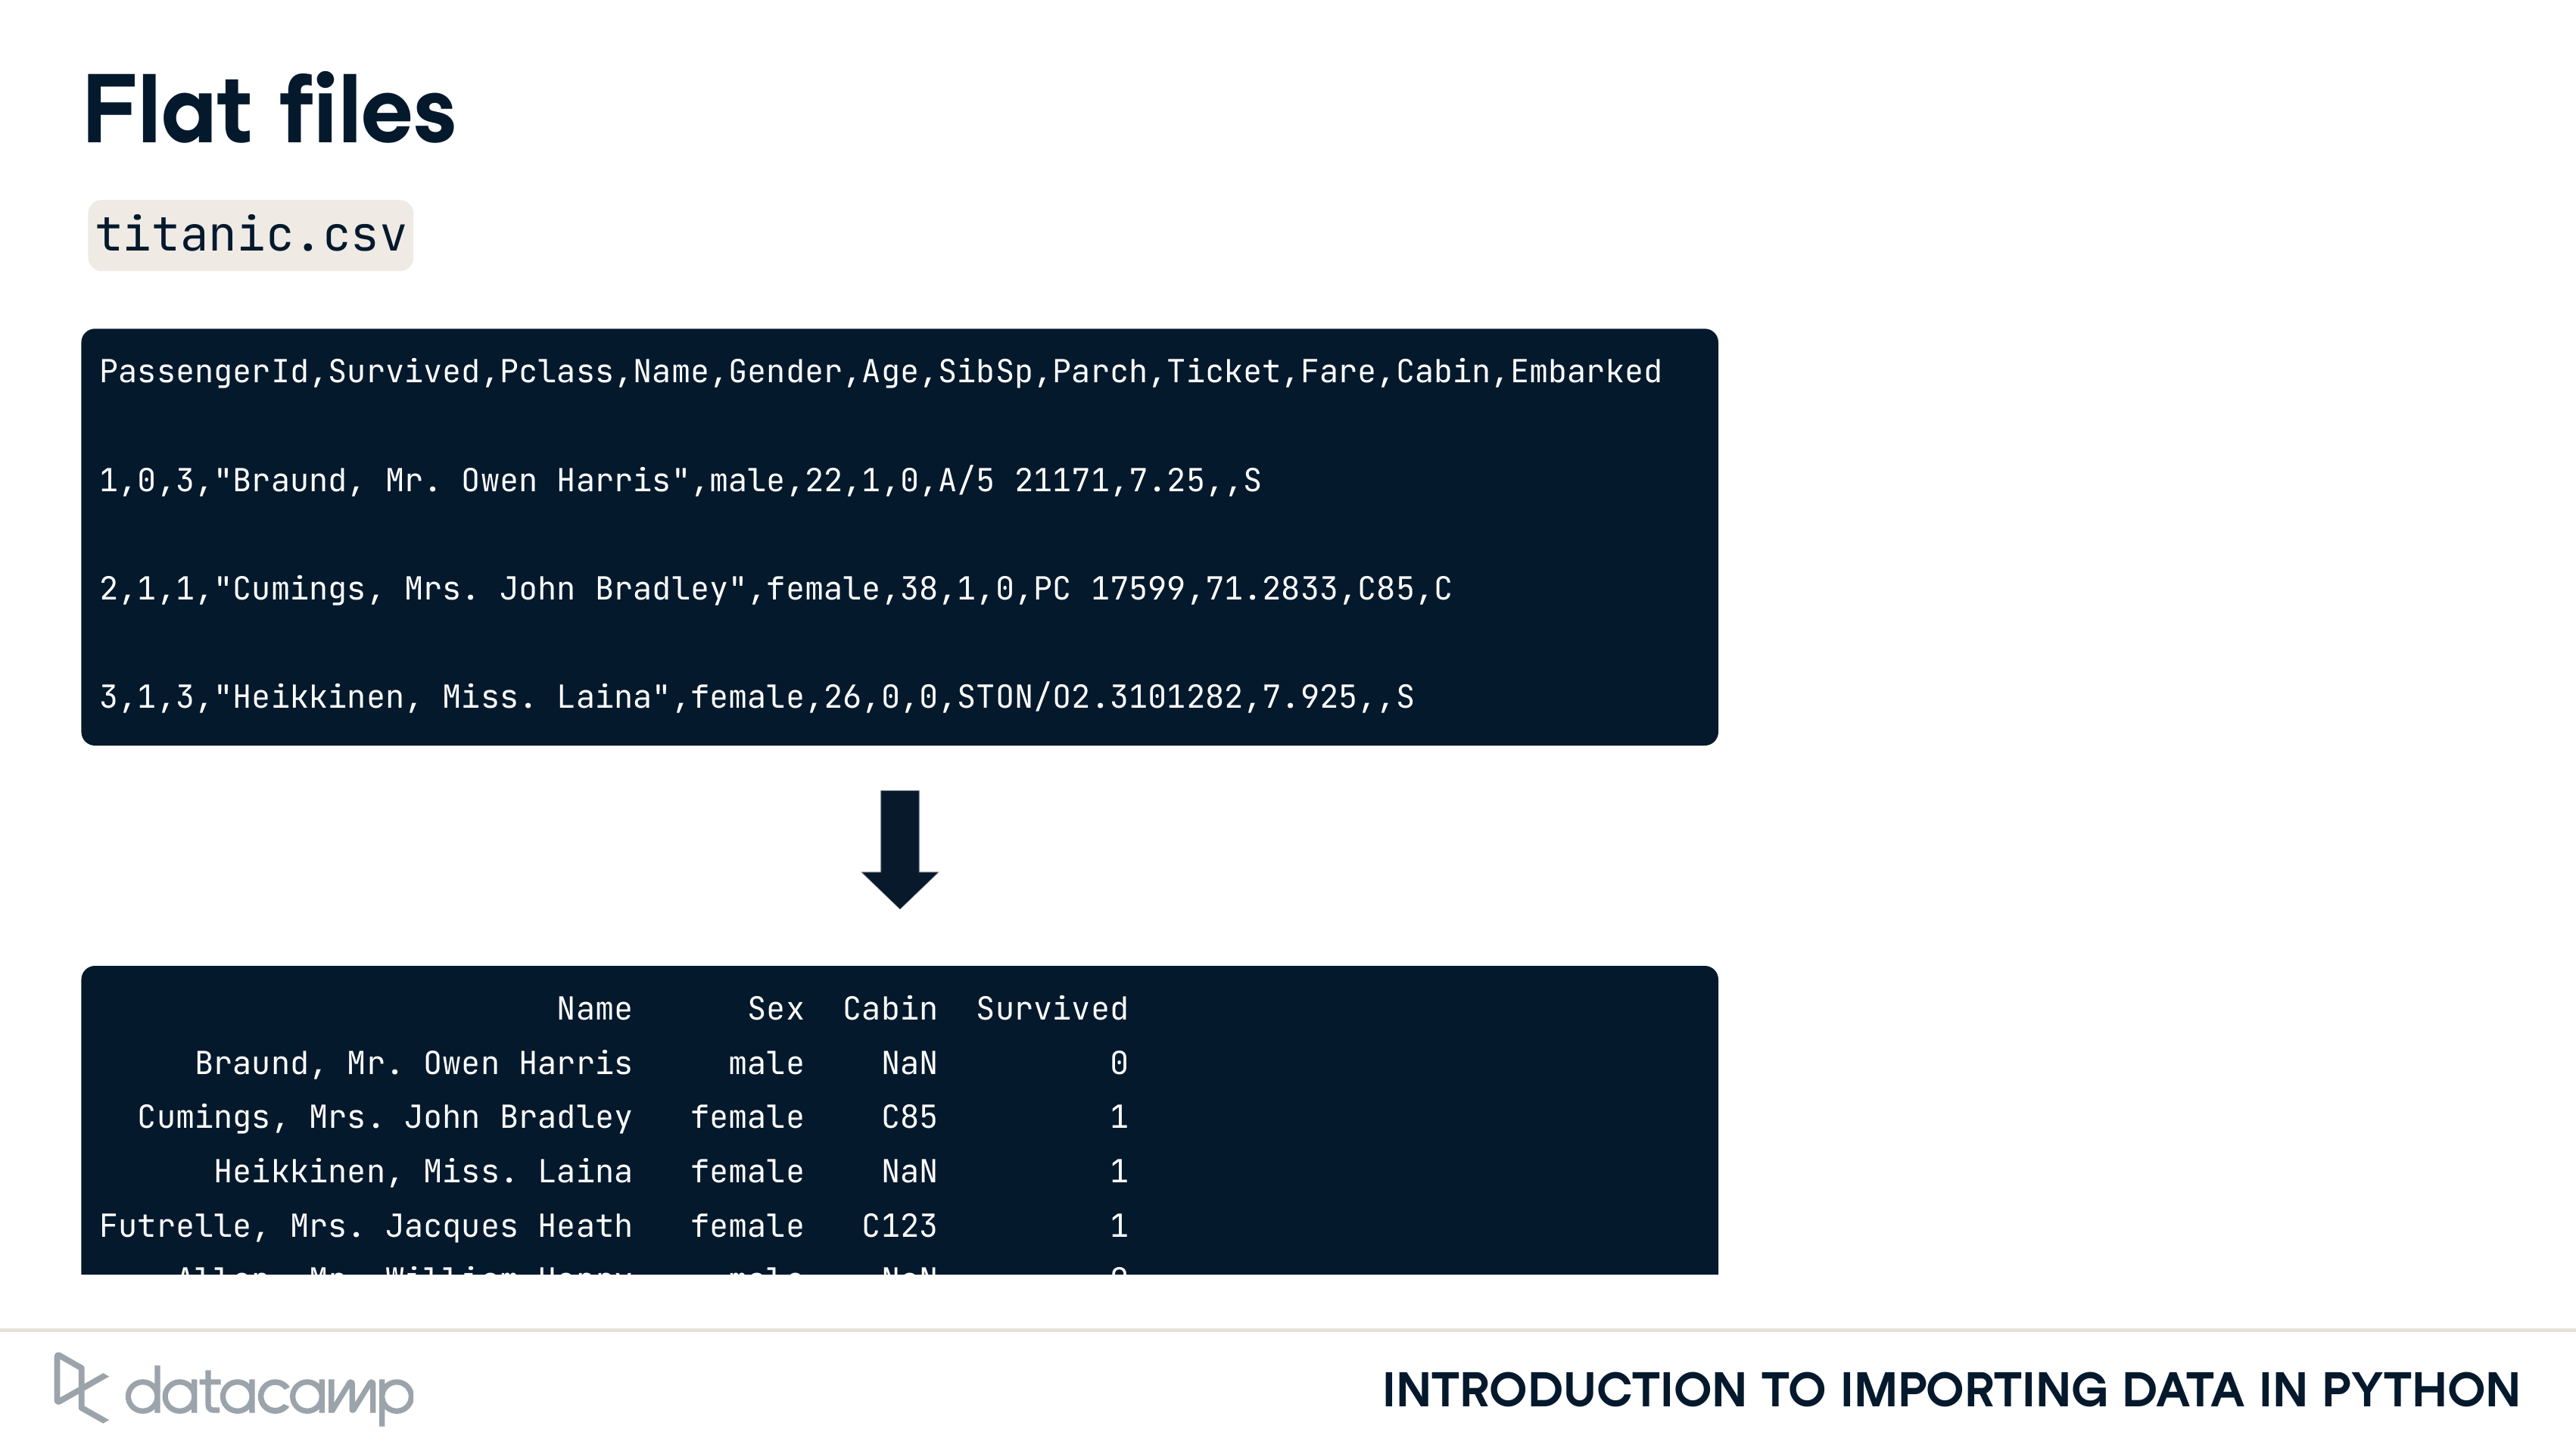 Flat files
titanic.csv
PassengerId,Survived,Pclass,Name,Gender,Age,SibSp,Parch,Ticket,Fare,Cabin,Embarked
1,0,3,"Braund, Mr. Owen Harris",male,22,1,0,A/5 21171,7.25,,S
2,1,1,"Cumings, Mrs. John Bradley",female,38,1,0,PC 17599,71.2833,C85,C
3,1,3,"Heikkinen, Miss. Laina",female,26,0,0,STON/O2.3101282,7.925,,S
Name Sex Cabin Survived
Braund, Mr. Owen Harris male NaN 0
Cumings, Mrs. John Bradley female C85 1
Heikkinen, Miss. Laina female NaN 1
Futrelle, Mrs. Jacques Heath female C123 1
datacamp
INTRODUCTION TO IMPORTING DATA IN PYTHON